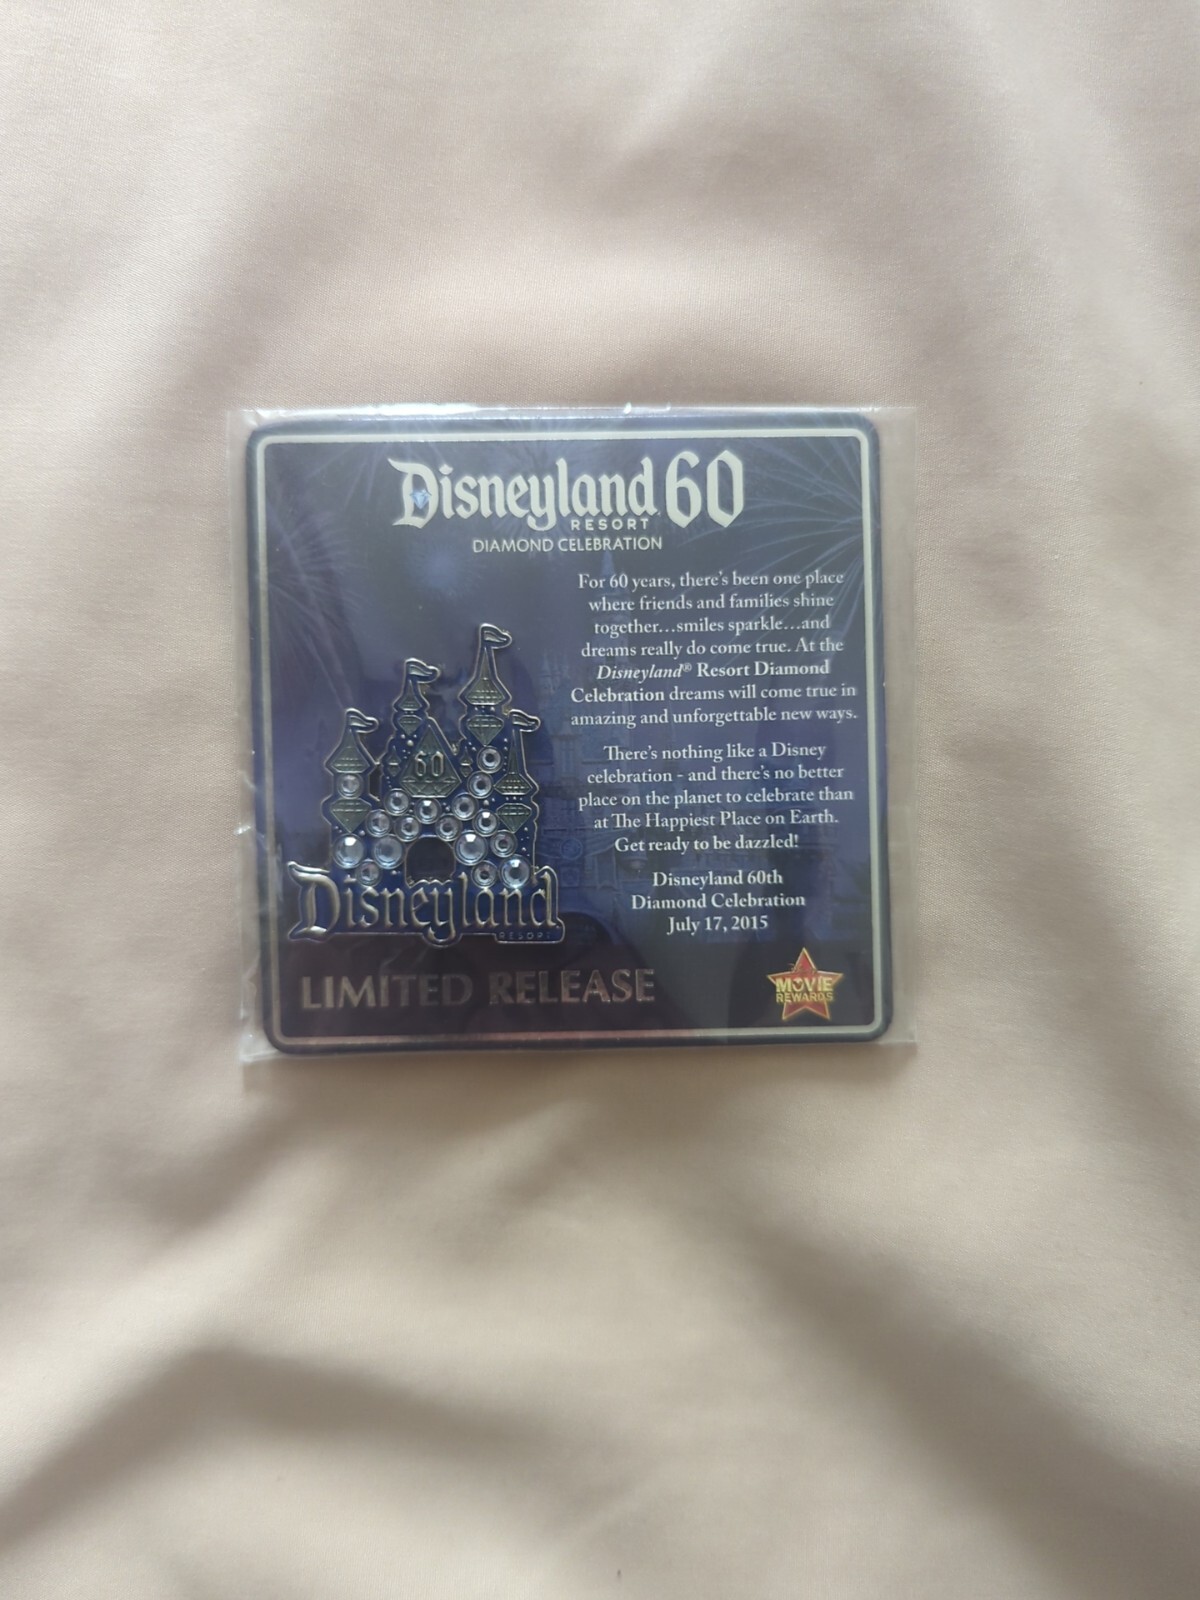 Disneyland 60
RESORT
DIAMOND CELEBRATION
For 60 years, there's been one place
where friends and families shine
together...smiles sparkle...and
dreams really do come true. At the
Disneyland® Resort Diamond
Celebration dreams will come true in
amazing and unforgettable new ways.
There's nothing like a Disney
celebration - and there's no better
place on the planet to celebrate than
at The Happiest Place on Earth.
Get ready to be dazzled!
Disneyland 60th
Diamond Celebration
July 17, 2015
60
Disneyland
RESORT
LIMITED RELEASE
MOVIE
REWARDS